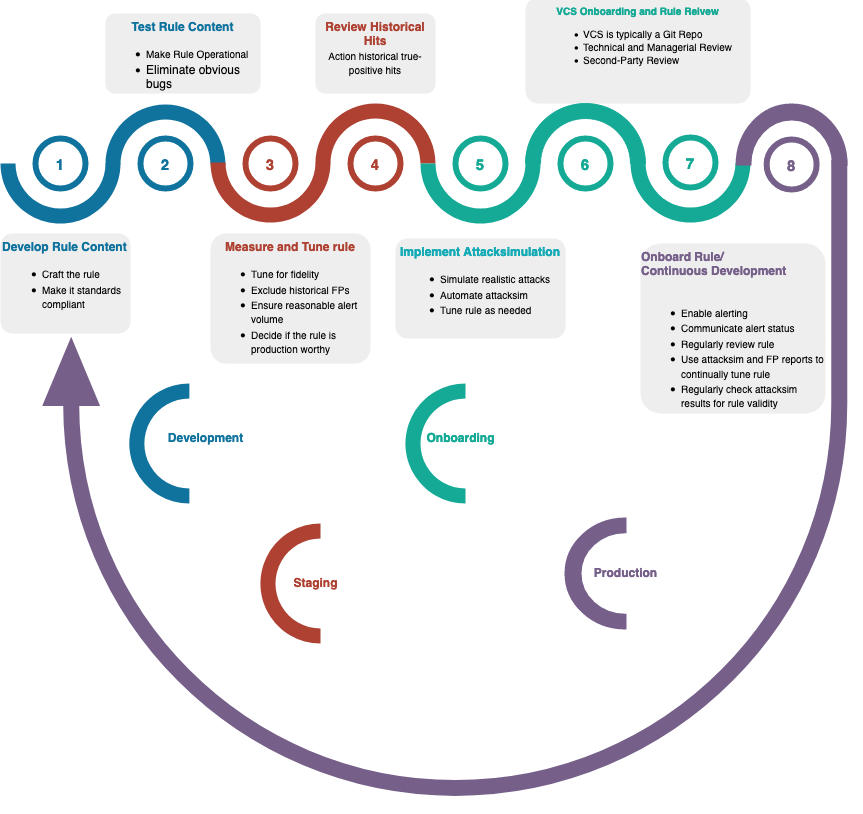 Test Rule Content
• Make Rule Operational
• Eliminate obvious
bugs
Review Historical
Hits
Action historical true-
positive hits
VCS Onboarding and Rule Reivew
• VCS is typically a Git Repo
• Technical and Managerial Review
• Second-Party Review
1
2
3
4
5
6
7
8
Develop Rule Content
• Craft the rule
• Make it standards
compliant
Measure and Tune rule
• Tune for fidelity
• Exclude historical FPs
• Ensure reasonable alert
volume
• Decide if the rule is
production worthy
Implement Attacksimulation
• Simulate realistic attacks
• Automate attacksim
• Tune rule as needed
Onboard Rule/
Continuous Development
• Enable alerting
• Communicate alert status
• Regularly review rule
• Use attacksim and FP reports to
continually tune rule
• Regularly check attacksim
results for rule validity
Development
Onboarding
Staging
Production